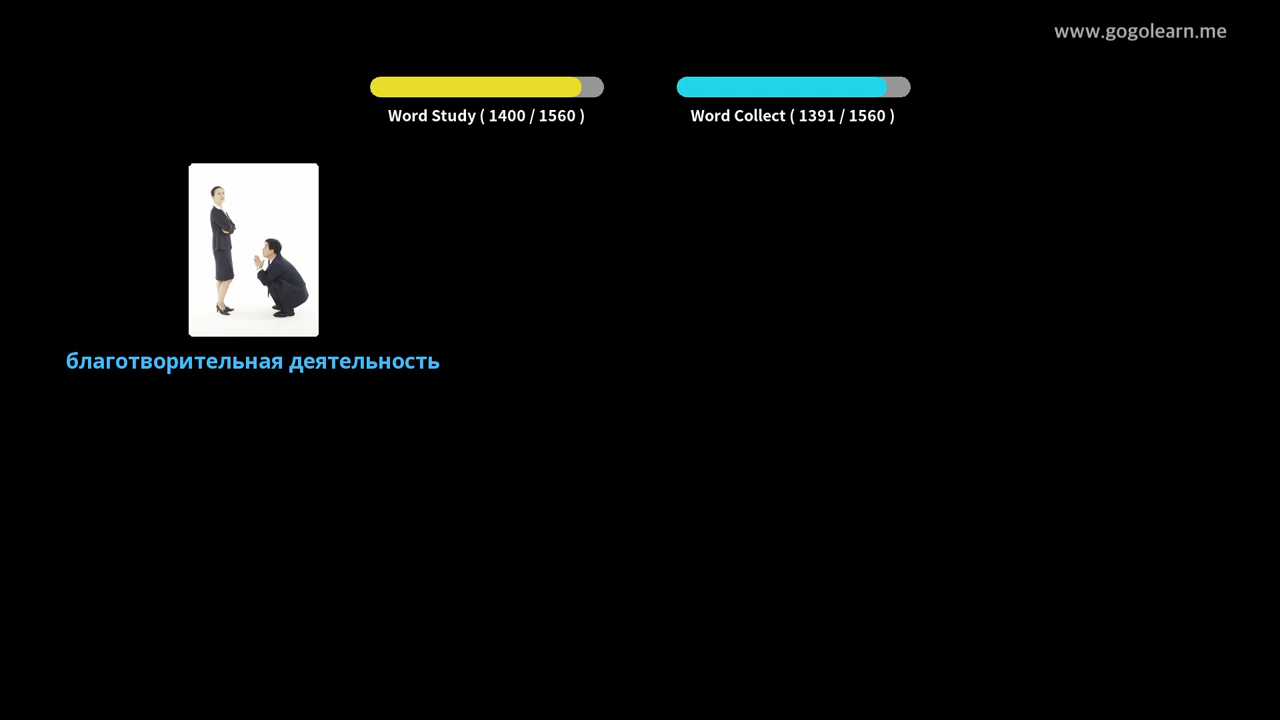 www.gogolearn.me
Word Study ( 1400 / 1560 )
Word Collect ( 1391 / 1560 )
благотворительная деятельность